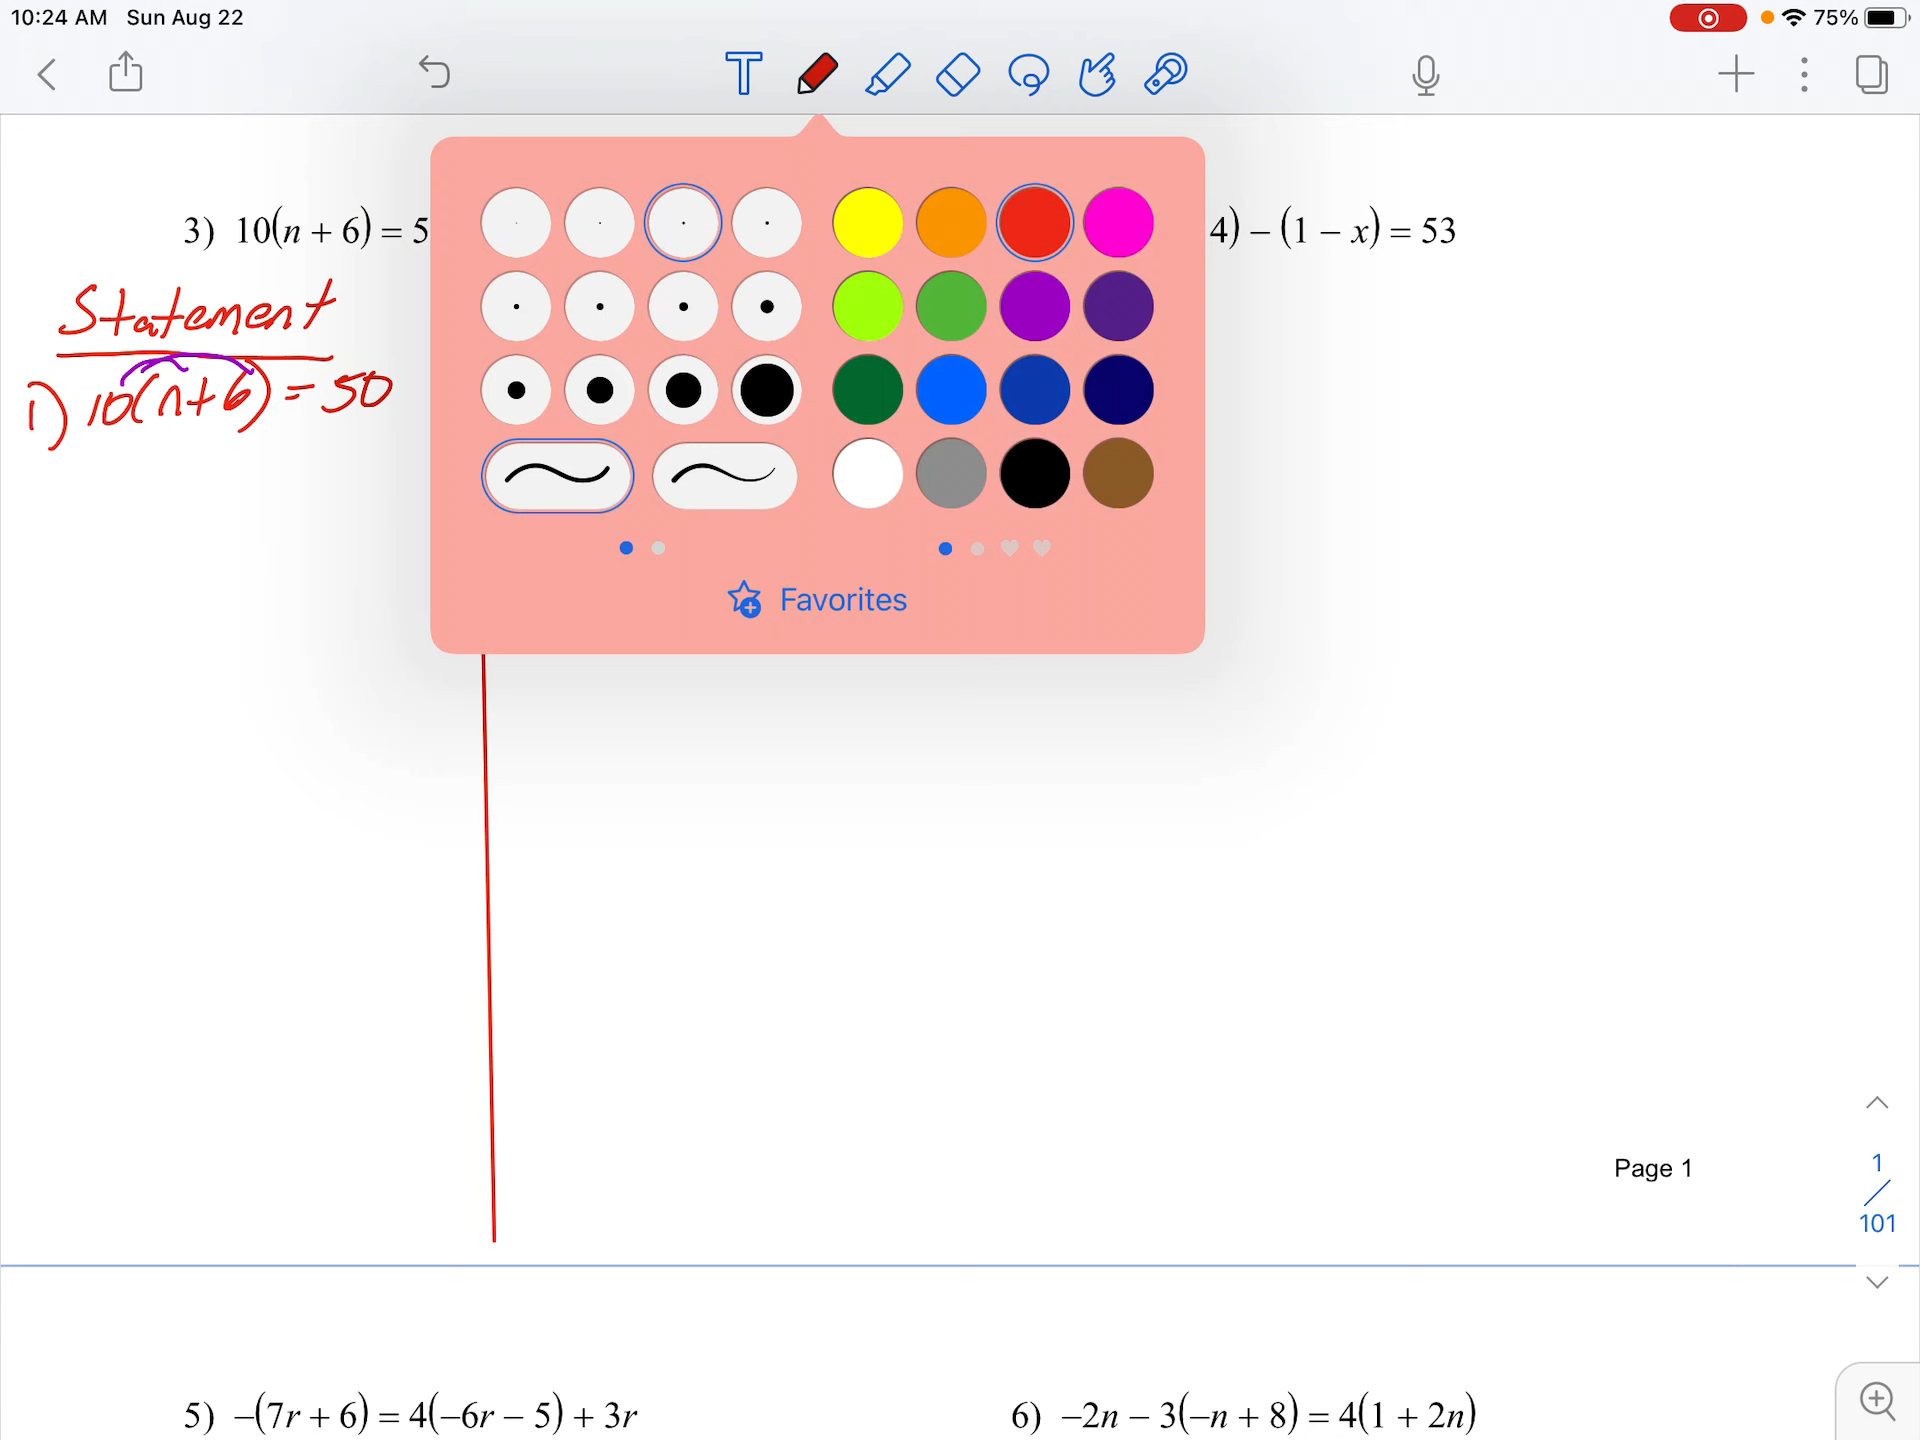 10:24 AM Sun Aug 22
75%
3) 10(n + 6) = 5
4) − (1 − x) = 53
Statement
1) 10(n+6) = 50
Favorites
Page 1
1
/
101
5) −(7r + 6) = 4(−6r − 5) + 3r
6) −2n − 3(−n + 8) = 4(1 + 2n)